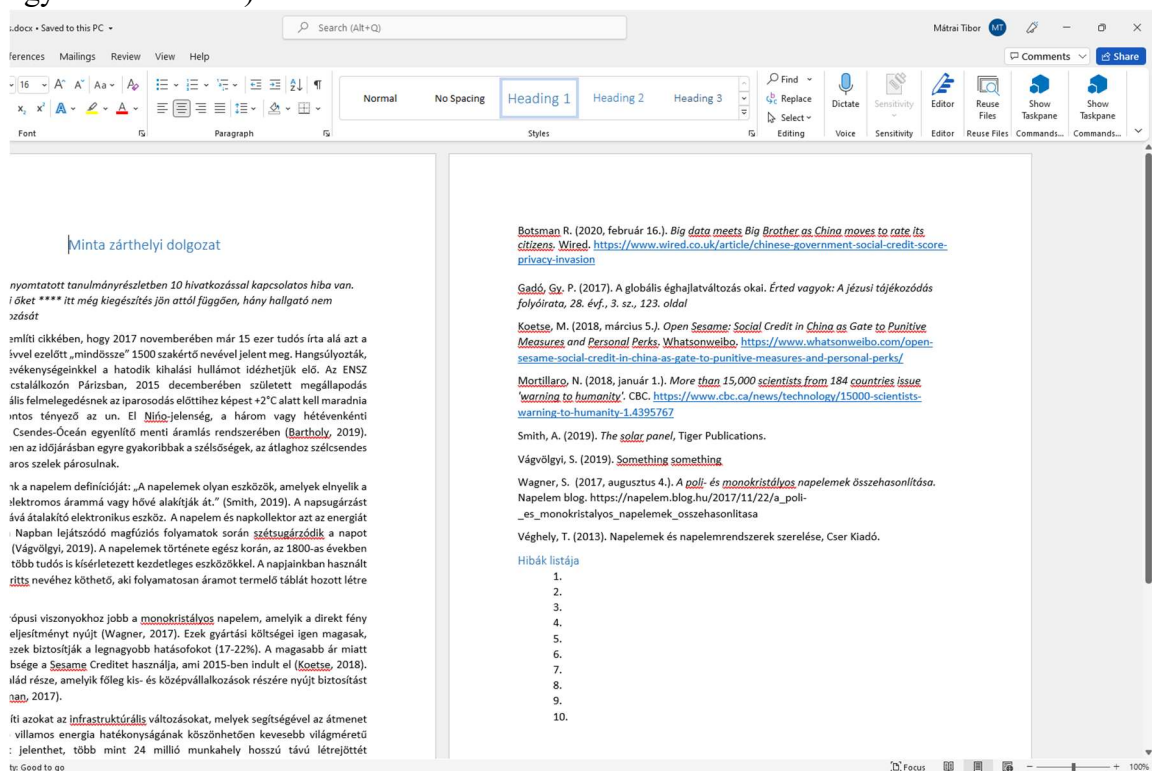 s.docx • Saved to this PC
Search (Alt+Q)
Mátrai Tibor MT
ferences Mailings Review View Help
Comments Share
16 A A Aa A
Normal No Spacing Heading 1 Heading 2 Heading 3
Find
Replace
Select
Dictate
Sensitivity
Editor
Reuse Files
Show Taskpane
Show Taskpane
Font Paragraph Styles Editing Voice Sensitivity Editor Reuse Files Commands... Commands...
Minta zárthelyi dolgozat
nyomtatott tanulmányrészletben 10 hivatkozással kapcsolatos hiba van.
i őket **** itt még kiegészítés jön attól függően, hány hallgató nem
ozását
említi cikkében, hogy 2017 novemberében már 15 ezer tudós írta alá azt a
évvel ezelőtt „mindössze” 1500 szakértő nevével jelent meg. Hangsúlyozták,
evékenységeinkkel a hatodik kihalási hullámot idézhetjük elő. Az ENSZ
cstalálkozón Párizsban, 2015 decemberében született megállapodás
ális felmelegedésnek az iparosodás előttihez képest +2°C alatt kell maradnia
ontos tényező az un. El Nińo-jelenség, a három vagy hétévenkénti
Csendes-Óceán egyenlítő menti áramlás rendszerében (Bartholy, 2019).
ben az időjárásban egyre gyakoribbak a szélsőségek, az átlaghoz szélcsendes
aros szelek párosulnak.
nk a napelem definícióját: „A napelemek olyan eszközök, amelyek elnyelik a
elektromos árammá vagy hővé alakítják át.” (Smith, 2019). A napsugárzást
ává átalakító elektronikus eszköz. A napelem és napkollektor azt az energiát
Napban lejátszódó magfúziós folyamatok során szétsugárzódik a napot
(Vágvölgyi, 2019). A napelemek története egész korán, az 1800-as években
több tudós is kísérletezett kezdetleges eszközökkel. A napjainkban használt
ritts nevéhez köthető, aki folyamatosan áramot termelő táblát hozott létre
rópusi viszonyokhoz jobb a monokristályos napelem, amelyik a direkt fény
eljesítményt nyújt (Wagner, 2017). Ezek gyártási költségei igen magasak,
ezek biztosítják a legnagyobb hatásofokot (17-22%). A magasabb ár miatt
bsége a Sesame Creditet használja, ami 2015-ben indult el (Koetse, 2018).
alád része, amelyik főleg kis- és középvállalkozások részére nyújt biztosítást
nan, 2017).
íti azokat az infrastruktúrális változásokat, melyek segítségével az átmenet
villamos energia hatékonyságának köszönhetően kevesebb világméretű
jelenthet, több mint 24 millió munkahely hosszú távú létrejöttét
Botsman R. (2020, február 16.). Big data meets Big Brother as China moves to rate its
citizens. Wired. https://www.wired.co.uk/article/chinese-government-social-credit-score-
privacy-invasion
Gadó, Gy. P. (2017). A globális éghajlatváltozás okai. Érted vagyok: A jézusi tájékozódás
folyóirata, 28. évf., 3. sz., 123. oldal
Koetse, M. (2018, március 5.). Open Sesame: Social Credit in China as Gate to Punitive
Measures and Personal Perks. Whatsonweibo. https://www.whatsonweibo.com/open-
sesame-social-credit-in-china-as-gate-to-punitive-measures-and-personal-perks/
Mortillaro, N. (2018, január 1.). More than 15,000 scientists from 184 countries issue
'warning to humanity'. CBC. https://www.cbc.ca/news/technology/15000-scientists-
warning-to-humanity-1.4395767
Smith, A. (2019). The solar panel, Tiger Publications.
Vágvölgyi, S. (2019). Something something
Wagner, S. (2017, augusztus 4.). A poli- és monokristályos napelemek összehasonlítása.
Napelem blog. https://napelem.blog.hu/2017/11/22/a_poli-
_es_monokristalyos_napelemek_osszehasonlitasa
Véghely, T. (2013). Napelemek és napelemrendszerek szerelése, Cser Kiadó.
Hibák listája
1.
2.
3.
4.
5.
6.
7.
8.
9.
10.
ty: Good to go
Focus
100%